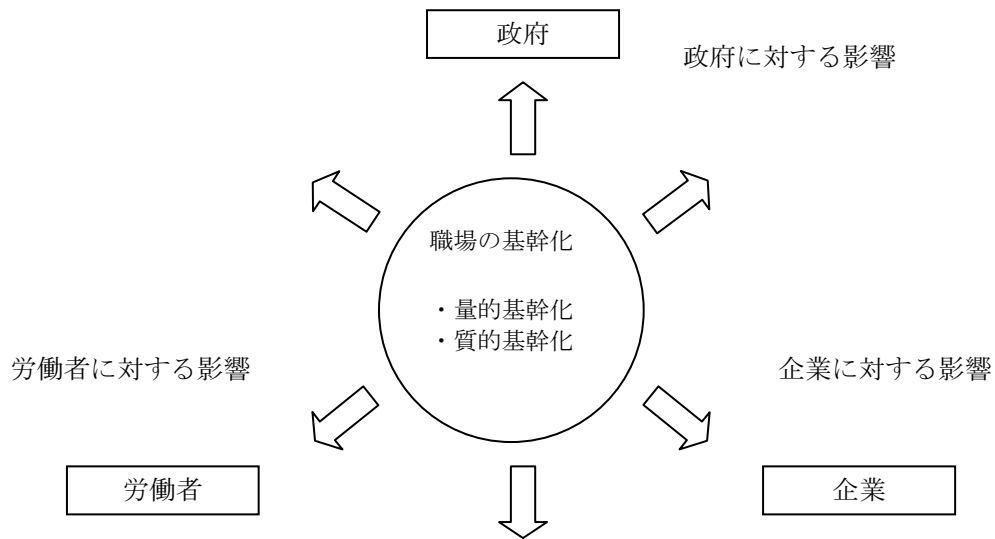 政府
政府に対する影響
職場の基幹化
・量的基幹化
・質的基幹化
労働者に対する影響
企業に対する影響
労働者
企業